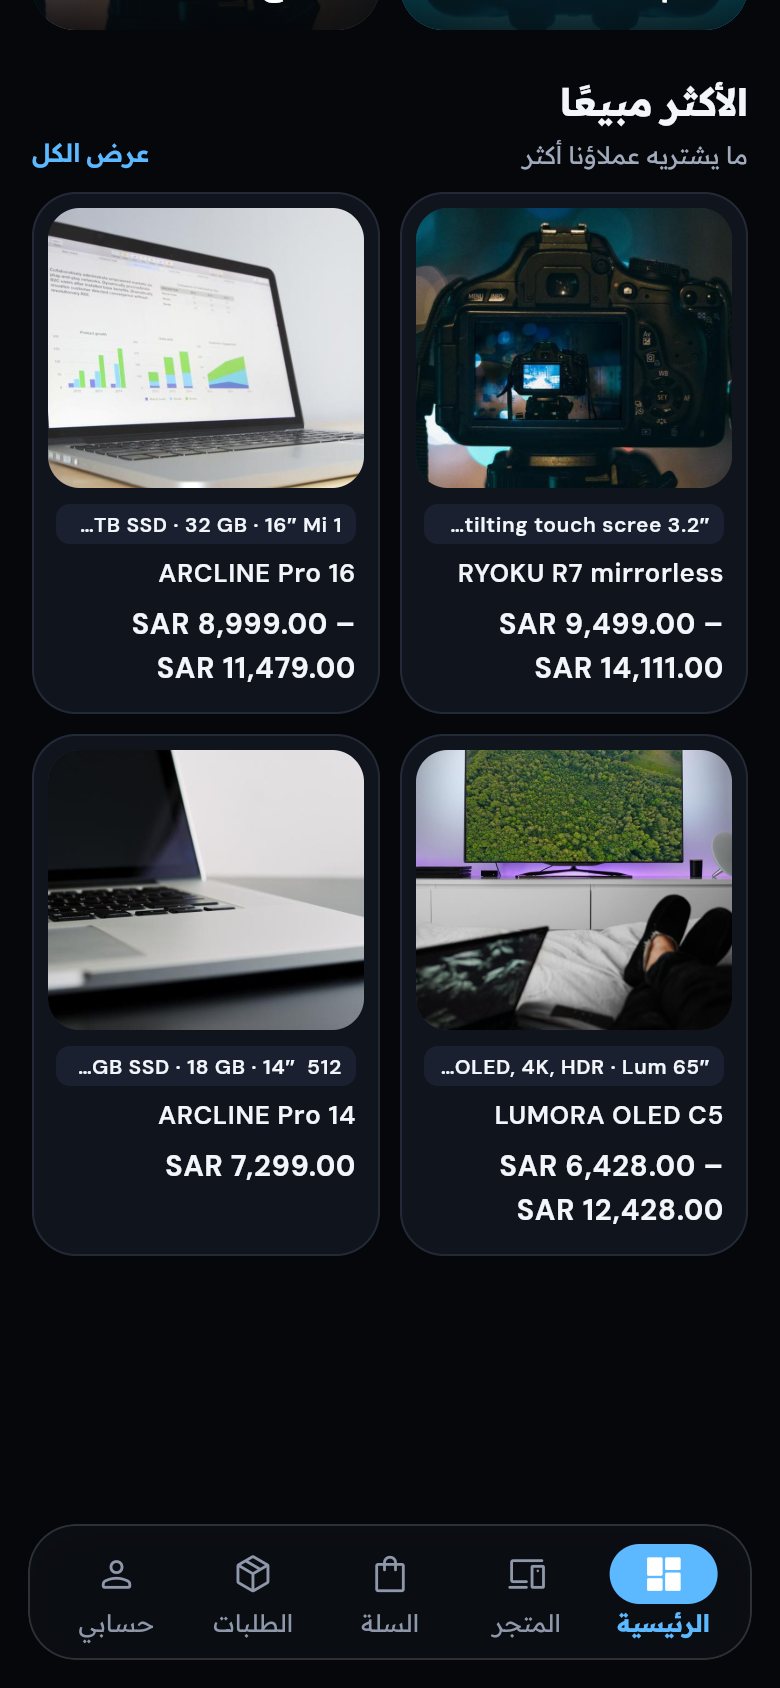 الأكثر مبيعًا
ما يشتريه عملاؤنا أكثر
عرض الكل
3.2″ tilting touch scree…
RYOKU R7 mirrorless
SAR 9,499.00 –
SAR 14,111.00
1 TB SSD · 32 GB · 16″ Mi…
ARCLINE Pro 16
SAR 8,999.00 –
SAR 11,479.00
65″ OLED, 4K, HDR · Lum…
LUMORA OLED C5
SAR 6,428.00 –
SAR 12,428.00
512 GB SSD · 18 GB · 14″…
ARCLINE Pro 14
SAR 7,299.00
الرئيسية
المتجر
السلة
الطلبات
حسابي